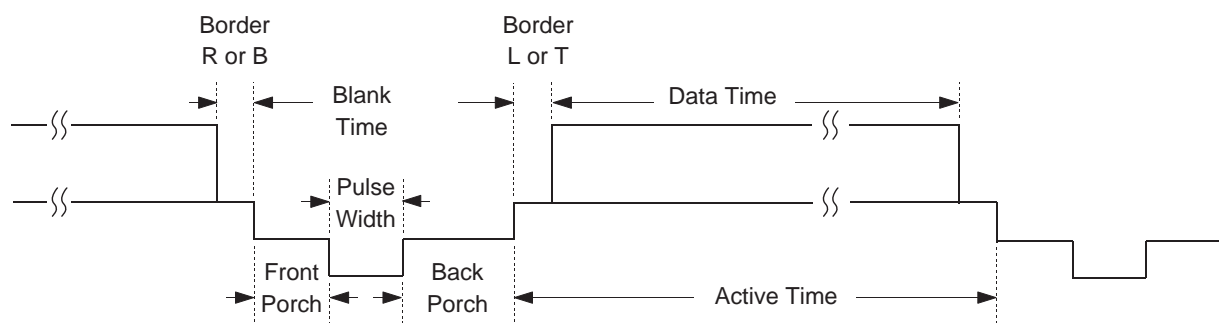 Border
R or B
Border
L or T
Blank
Time
Data Time
Pulse
Width
Front
Porch
Back
Porch
Active Time